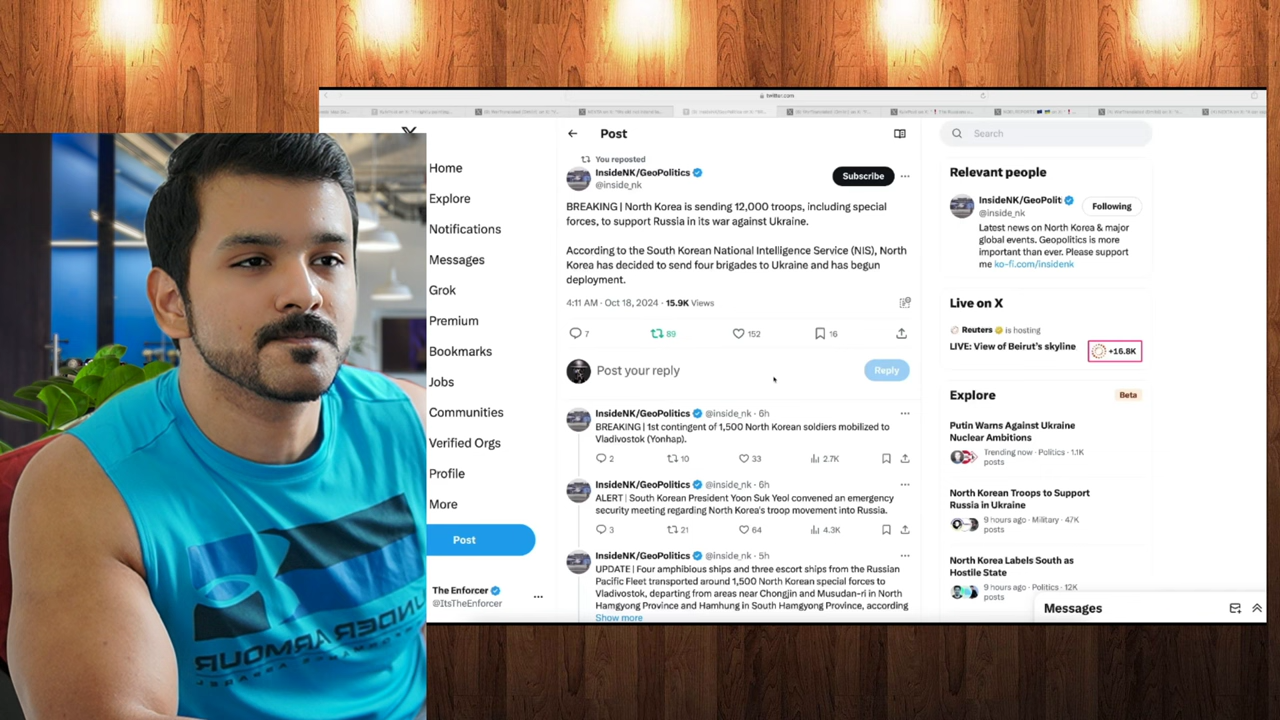 twitter.com
Post
Search
You reposted
InsideNK/GeoPolitics
@inside_nk
Subscribe
BREAKING | North Korea is sending 12,000 troops, including special
forces, to support Russia in its war against Ukraine.
According to the South Korean National Intelligence Service (NIS), North
Korea has decided to send four brigades to Ukraine and has begun
deployment.
4:11 AM · Oct 18, 2024 · 15.9K Views
7
89
152
16
Post your reply
Reply
InsideNK/GeoPolitics @inside_nk · 6h
BREAKING | 1st contingent of 1,500 North Korean soldiers mobilized to
Vladivostok (Yonhap).
2
10
33
2.7K
InsideNK/GeoPolitics @inside_nk · 6h
ALERT | South Korean President Yoon Suk Yeol convened an emergency
security meeting regarding North Korea's troop movement into Russia.
3
21
64
4.3K
InsideNK/GeoPolitics @inside_nk · 5h
UPDATE | Four amphibious ships and three escort ships from the Russian
Pacific Fleet transported around 1,500 North Korean special forces to
Vladivostok, departing from areas near Chongjin and Musudan-ri in North
Hamgyong Province and Hamhung in South Hamgyong Province, according
Show more
Home
Explore
Notifications
Messages
Grok
Premium
Bookmarks
Jobs
Communities
Verified Orgs
Profile
More
Post
The Enforcer
@ItsTheEnforcer
Relevant people
InsideNK/GeoPolit
@inside_nk
Following
Latest news on North Korea & major
global events. Geopolitics is more
important than ever. Please support
me ko-fi.com/insidenk
Live on X
Reuters is hosting
LIVE: View of Beirut's skyline
+16.8K
Explore
Beta
Putin Warns Against Ukraine
Nuclear Ambitions
Trending now · Politics · 1.1K
posts
North Korean Troops to Support
Russia in Ukraine
9 hours ago · Military · 47K
posts
North Korea Labels South as
Hostile State
9 hours ago · Politics · 12K
posts
Messages
UNDER ARMOUR